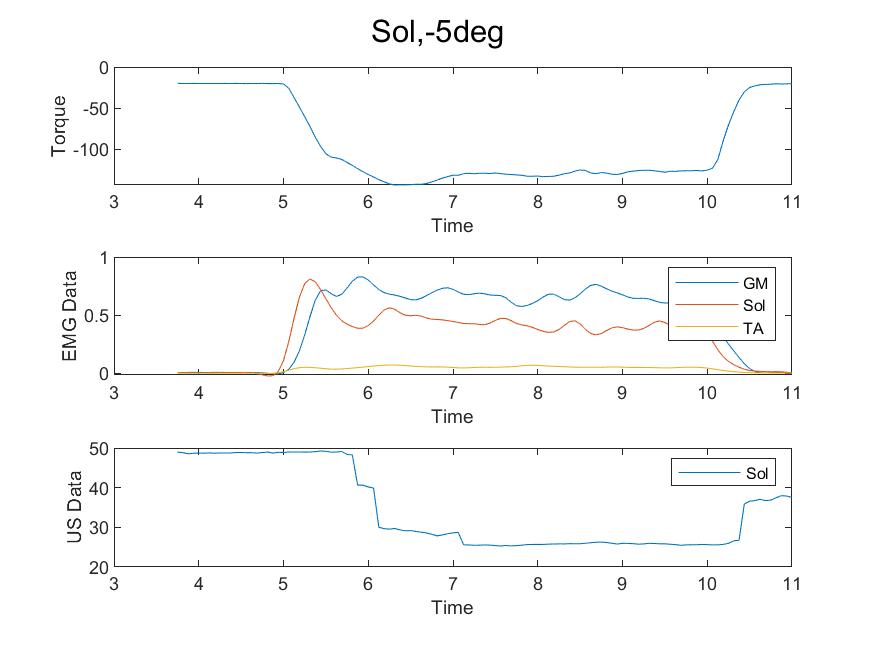 Sol,-5deg
0
-50
-100
Torque
3 4 5 6 7 8 9 10 11
Time
1
0.5
0
EMG Data
GM
Sol
TA
3 4 5 6 7 8 9 10 11
Time
50
40
30
20
US Data
Sol
3 4 5 6 7 8 9 10 11
Time